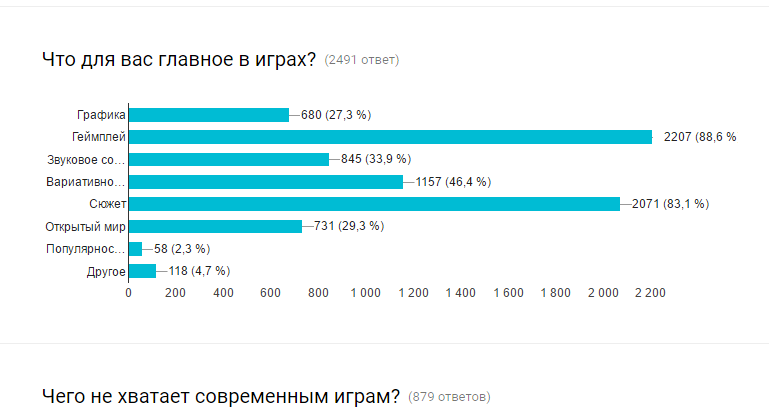 Что для вас главное в играх? (2491 ответ)
Графика 680 (27,3 %)
Геймплей 2207 (88,6 %
Звуковое со... 845 (33,9 %)
Вариативно... 1157 (46,4 %)
Сюжет 2071 (83,1 %)
Открытый мир 731 (29,3 %)
Популярнос... 58 (2,3 %)
Другое 118 (4,7 %)
0 200 400 600 800 1 000 1 200 1 400 1 600 1 800 2 000 2 200
Чего не хватает современным играм? (879 ответов)